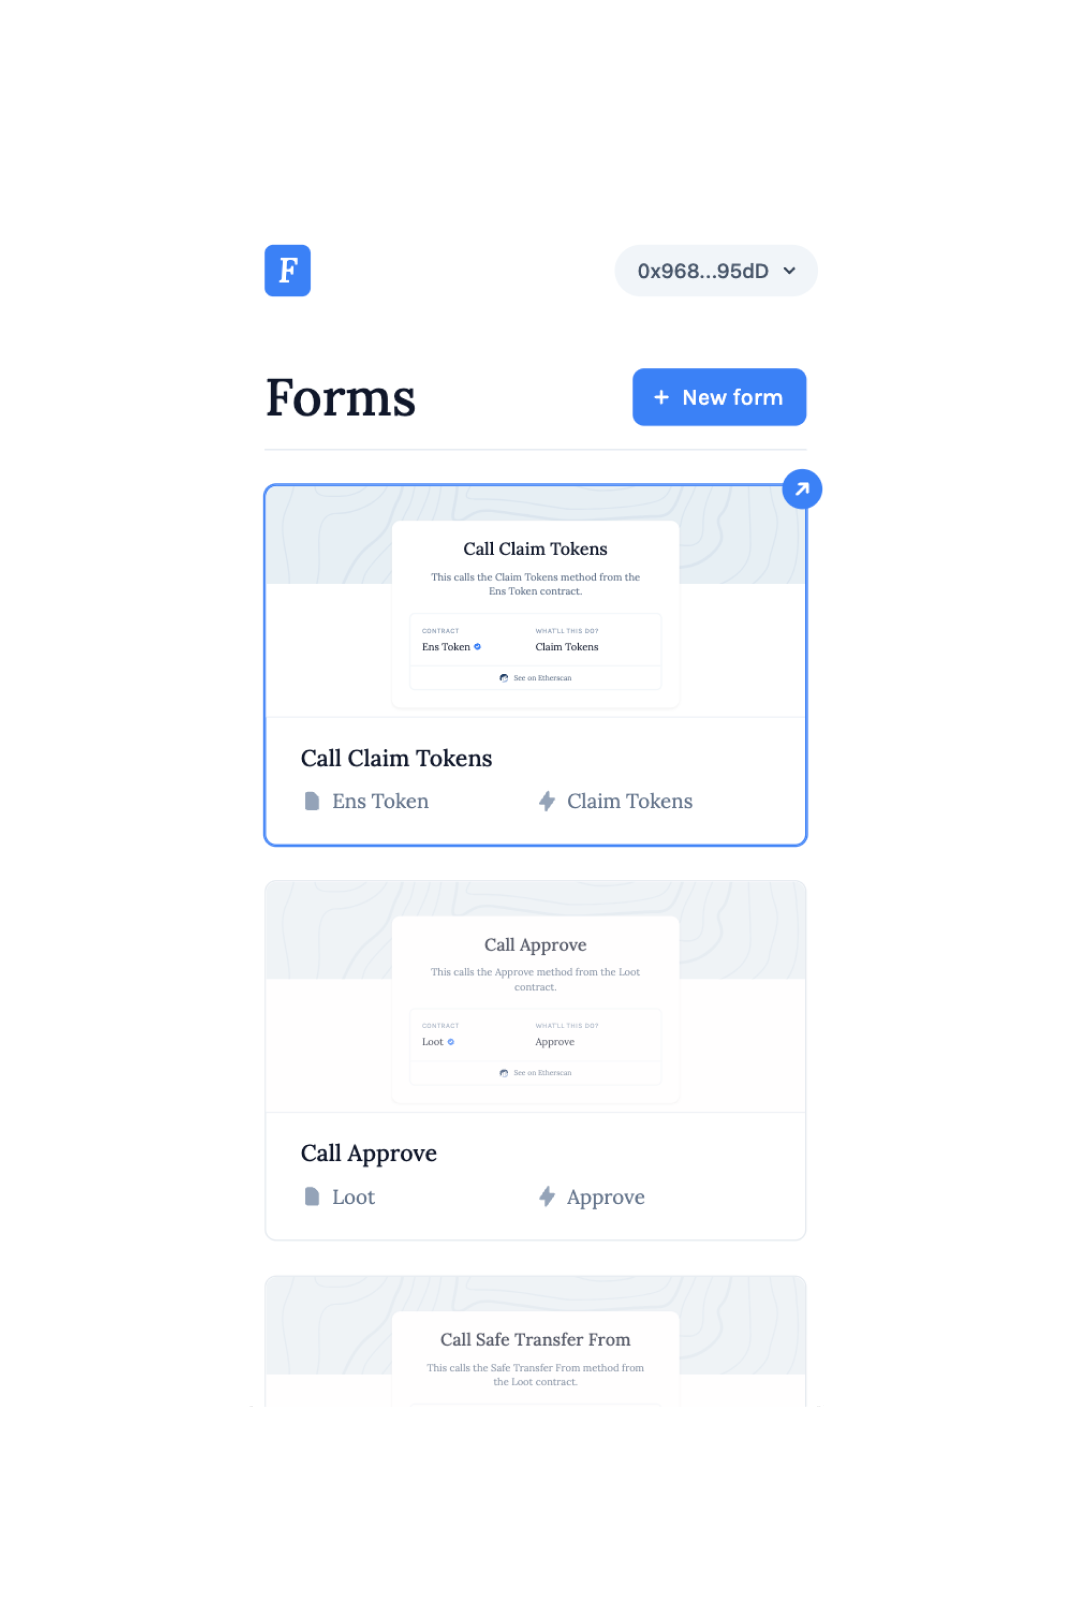 F
0x968...95dD
Forms
+ New form
Call Claim Tokens
This calls the Claim Tokens method from the
Ens Token contract.
CONTRACT
WHAT'LL THIS DO?
Ens Token
Claim Tokens
See on Etherscan
Call Claim Tokens
Ens Token
Claim Tokens
Call Approve
This calls the Approve method from the Loot
contract.
CONTRACT
WHAT'LL THIS DO?
Loot
Approve
See on Etherscan
Call Approve
Loot
Approve
Call Safe Transfer From
This calls the Safe Transfer From method from
the Loot contract.